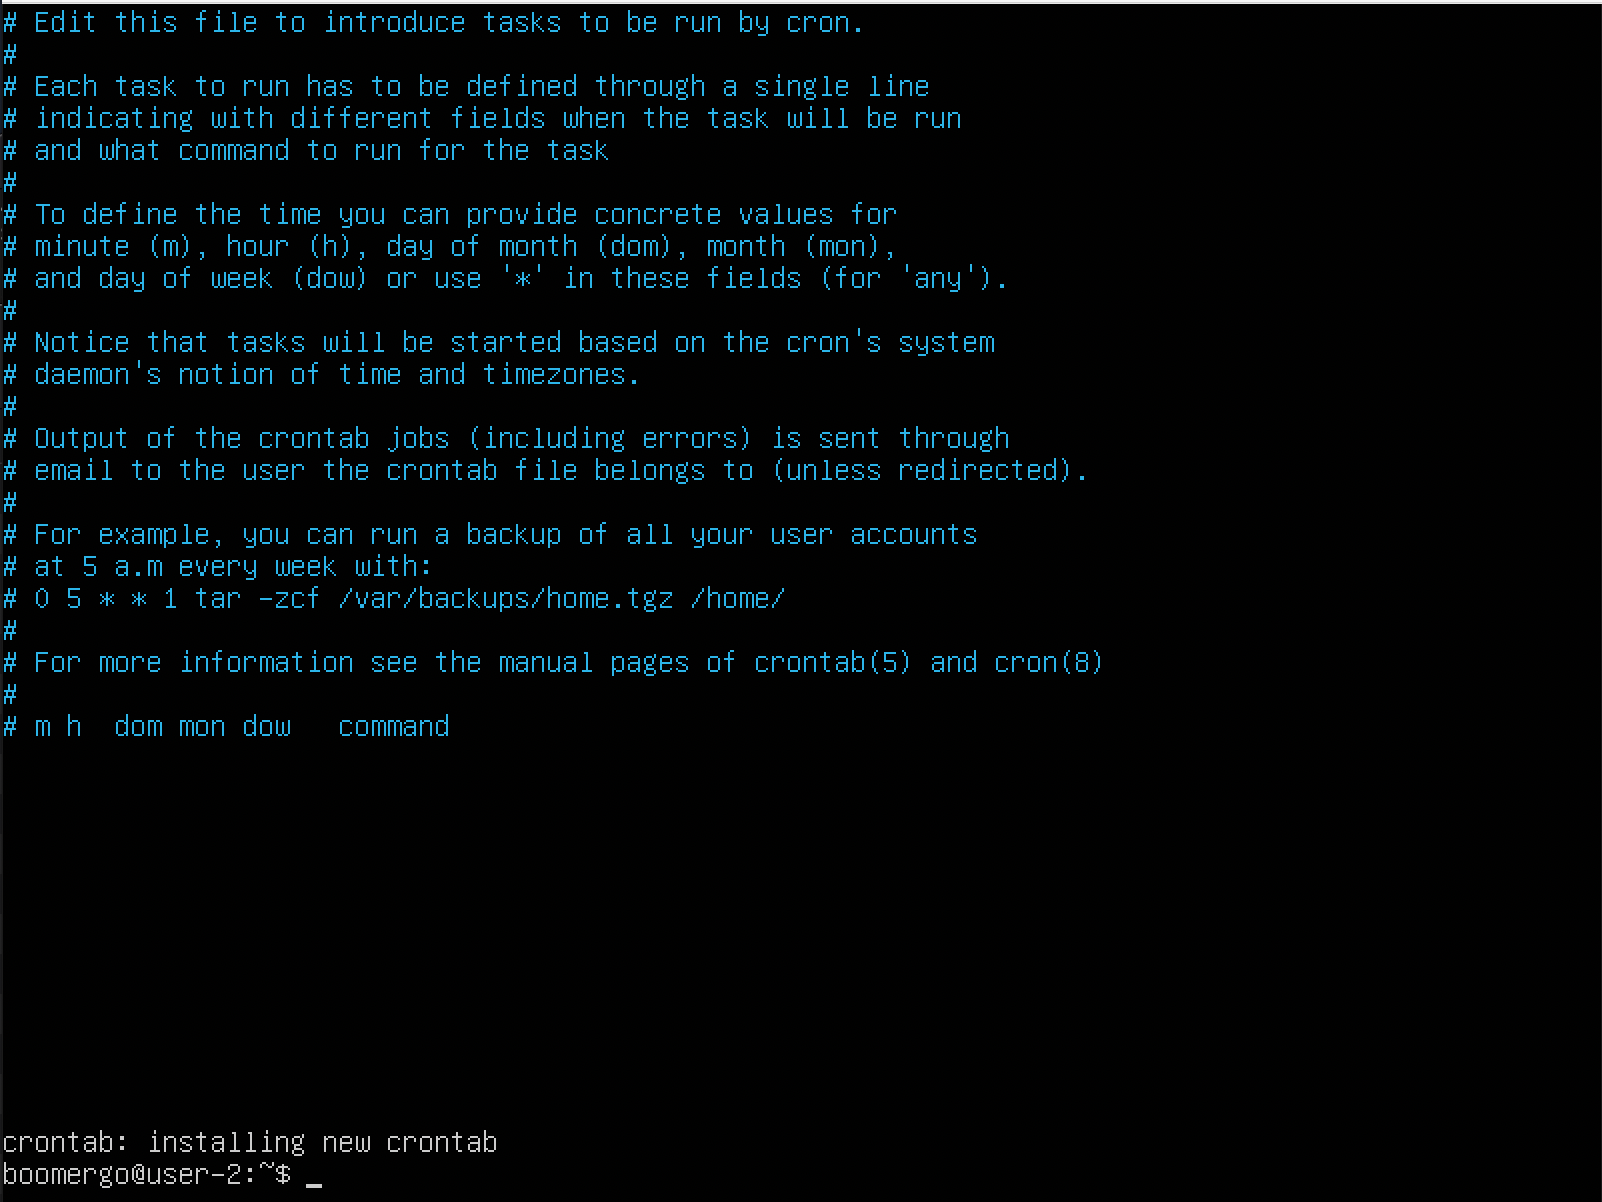 # Edit this file to introduce tasks to be run by cron.
#
# Each task to run has to be defined through a single line
# indicating with different fields when the task will be run
# and what command to run for the task
#
# To define the time you can provide concrete values for
# minute (m), hour (h), day of month (dom), month (mon),
# and day of week (dow) or use '*' in these fields (for 'any').
#
# Notice that tasks will be started based on the cron's system
# daemon's notion of time and timezones.
#
# Output of the crontab jobs (including errors) is sent through
# email to the user the crontab file belongs to (unless redirected).
#
# For example, you can run a backup of all your user accounts
# at 5 a.m every week with:
# 0 5 * * 1 tar -zcf /var/backups/home.tgz /home/
#
# For more information see the manual pages of crontab(5) and cron(8)
#
# m h  dom mon dow   command
crontab: installing new crontab
boomergo@user-2:~$ _